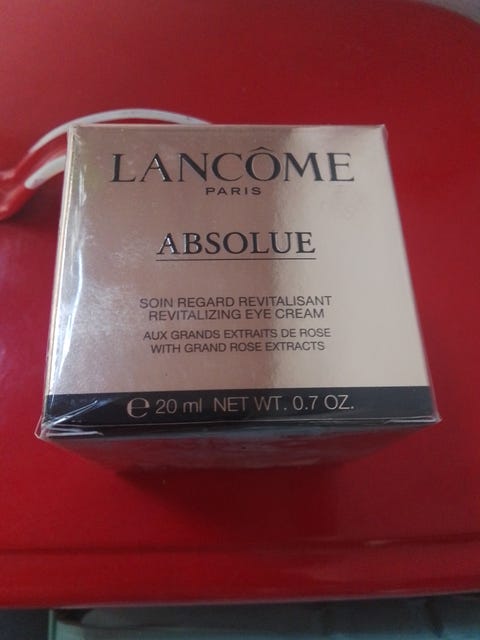 LANCÔME
PARIS
ABSOLUE
SOIN REGARD REVITALISANT
REVITALIZING EYE CREAM
AUX GRANDS EXTRAITS DE ROSE
WITH GRAND ROSE EXTRACTS
℮ 20 ml NET WT. 0.7 OZ.